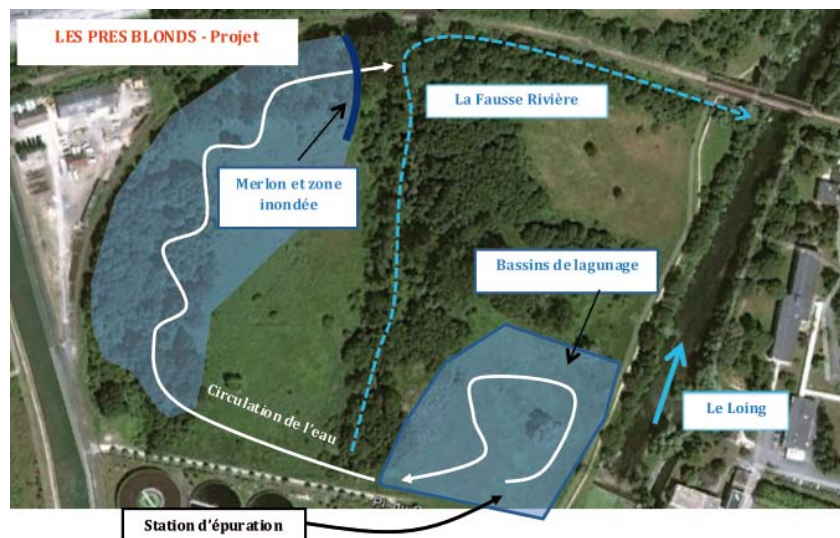 LES PRES BLONDS - Projet
La Fausse Rivière
Merlon et zone
inondée
Bassins de lagunage
Circulation de l'eau
Le Loing
Station d'épuration